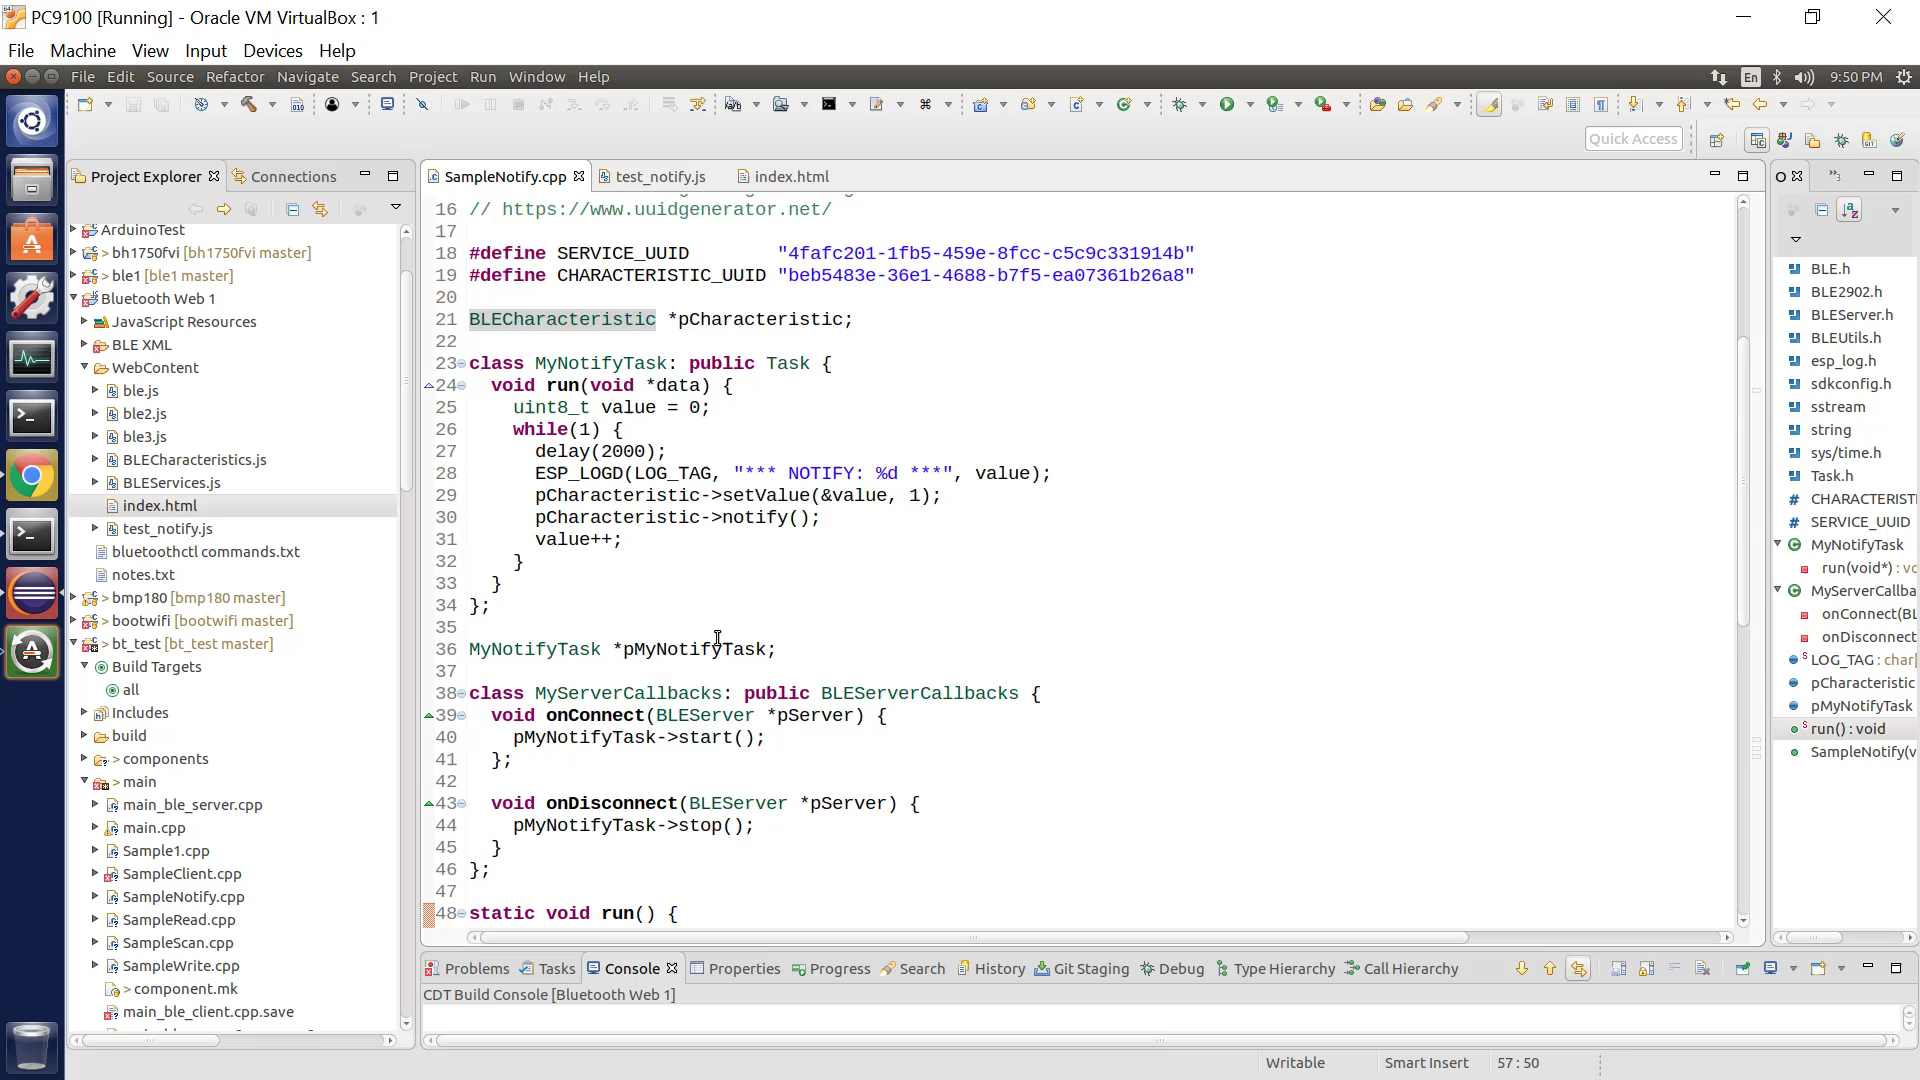 PC9100 [Running] - Oracle VM VirtualBox : 1
File Machine View Input Devices Help
File Edit Source Refactor Navigate Search Project Run Window Help
En 9:50 PM
Quick Access
Project Explorer Connections
ArduinoTest
> bh1750fvi [bh1750fvi master]
> ble1 [ble1 master]
Bluetooth Web 1
JavaScript Resources
BLE XML
WebContent
ble.js
ble2.js
ble3.js
BLECharacteristics.js
BLEServices.js
index.html
test_notify.js
bluetoothctl commands.txt
notes.txt
> bmp180 [bmp180 master]
> bootwifi [bootwifi master]
> bt_test [bt_test master]
Build Targets
all
Includes
build
> components
> main
main_ble_server.cpp
main.cpp
Sample1.cpp
SampleClient.cpp
SampleNotify.cpp
SampleRead.cpp
SampleScan.cpp
SampleWrite.cpp
> component.mk
main_ble_client.cpp.save
SampleNotify.cpp test_notify.js index.html
16 // https://www.uuidgenerator.net/
17
18 #define SERVICE_UUID        "4fafc201-1fb5-459e-8fcc-c5c9c331914b"
19 #define CHARACTERISTIC_UUID "beb5483e-36e1-4688-b7f5-ea07361b26a8"
20
21 BLECharacteristic *pCharacteristic;
22
23 class MyNotifyTask: public Task {
24   void run(void *data) {
25     uint8_t value = 0;
26     while(1) {
27       delay(2000);
28       ESP_LOGD(LOG_TAG, "*** NOTIFY: %d ***", value);
29       pCharacteristic->setValue(&value, 1);
30       pCharacteristic->notify();
31       value++;
32     }
33   }
34 };
35
36 MyNotifyTask *pMyNotifyTask;
37
38 class MyServerCallbacks: public BLEServerCallbacks {
39   void onConnect(BLEServer *pServer) {
40     pMyNotifyTask->start();
41   };
42
43   void onDisconnect(BLEServer *pServer) {
44     pMyNotifyTask->stop();
45   }
46 };
47
48 static void run() {
BLE.h
BLE2902.h
BLEServer.h
BLEUtils.h
esp_log.h
sdkconfig.h
sstream
string
sys/time.h
Task.h
# CHARACTERIST
# SERVICE_UUID
MyNotifyTask
run(void*) : vo
MyServerCallba
onConnect(BL
onDisconnect
LOG_TAG : char[
pCharacteristic
pMyNotifyTask
run() : void
SampleNotify(v
Problems Tasks Console Properties Progress Search History Git Staging Debug Type Hierarchy Call Hierarchy
CDT Build Console [Bluetooth Web 1]
Writable Smart Insert 57 : 50